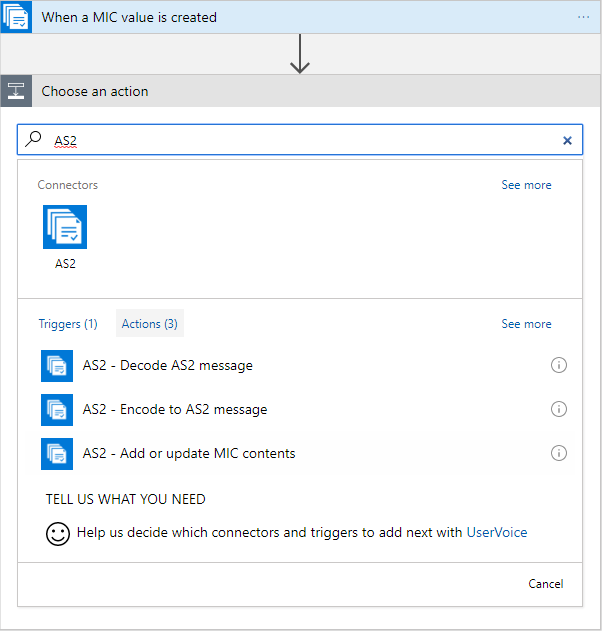 When a MIC value is created
Choose an action
AS2
Connectors
See more
AS2
Triggers (1) Actions (3) See more
AS2 - Decode AS2 message
AS2 - Encode to AS2 message
AS2 - Add or update MIC contents
TELL US WHAT YOU NEED
Help us decide which connectors and triggers to add next with UserVoice
Cancel